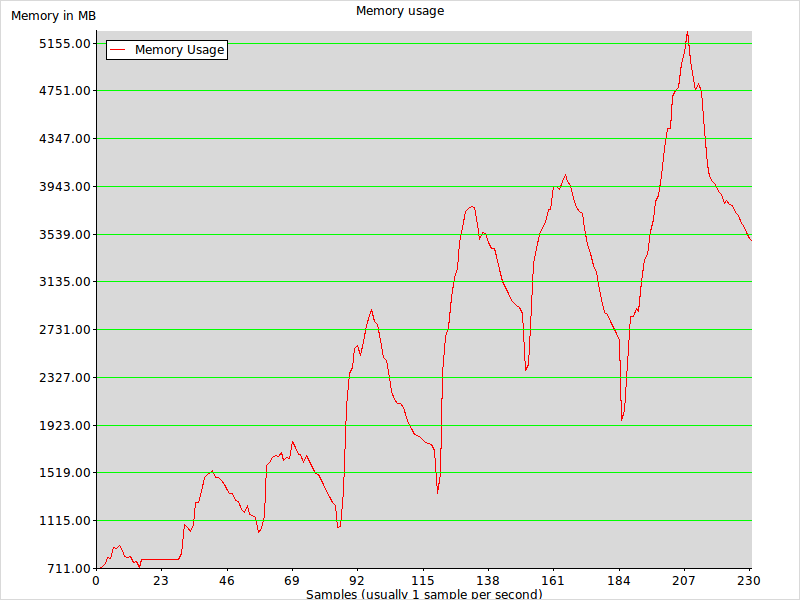 Memory usage
Memory in MB
Memory Usage
5155.00
4751.00
4347.00
3943.00
3539.00
3135.00
2731.00
2327.00
1923.00
1519.00
1115.00
711.00
0 23 46 69 92 115 138 161 184 207 230
Samples (usually 1 sample per second)